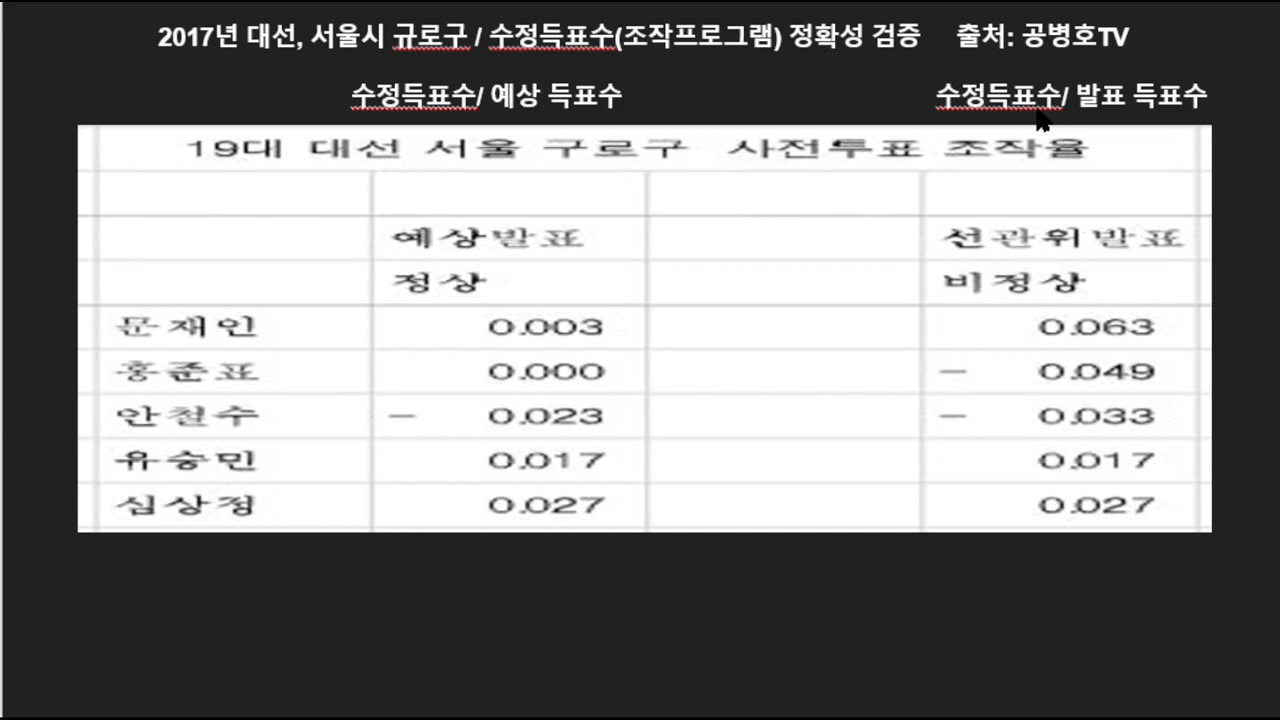 2017년 대선, 서울시 규로구 / 수정득표수(조작프로그램) 정확성 검증 출처: 공병호TV
수정득표수/ 예상 득표수 수정득표수/ 발표 득표수
19대 대선 서울 구로구 사전투표 조작율
예상발표 선관위발표
정상 비정상
문재인 0.003 0.063
홍준표 0.000 - 0.049
안철수 - 0.023 - 0.033
유승민 0.017 0.017
심상정 0.027 0.027